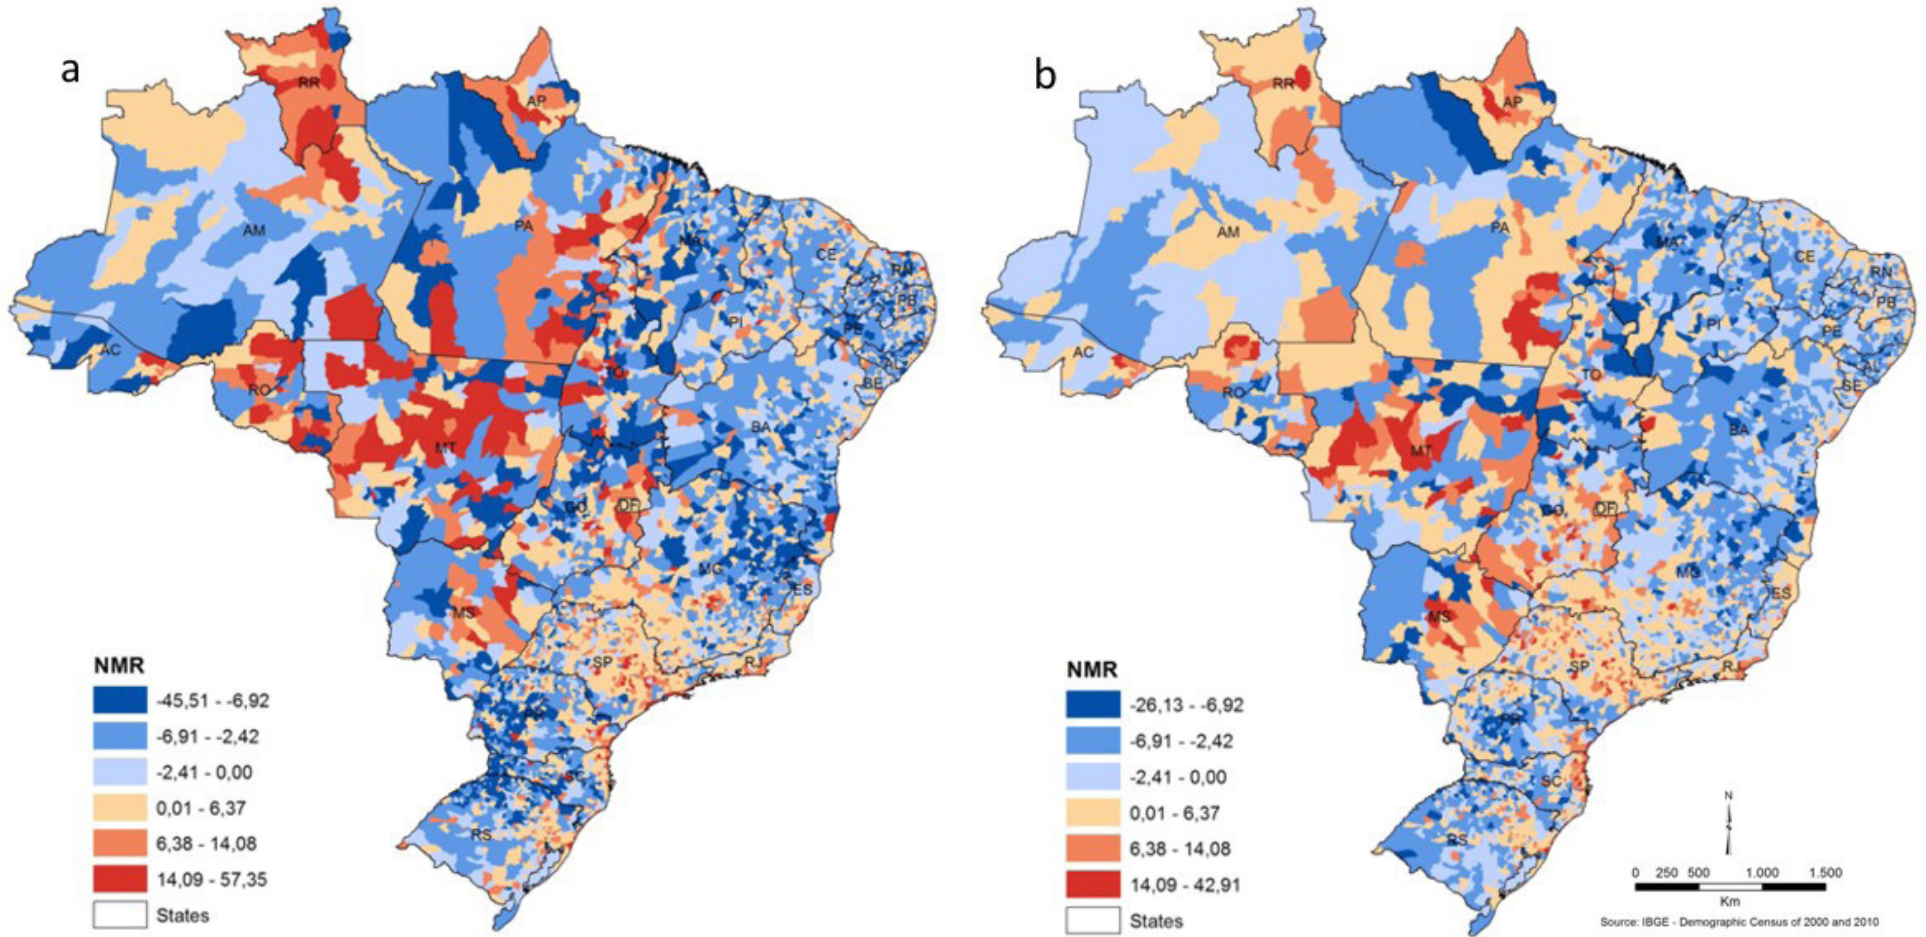 a
RR
AP
AM
PA
MA
CE
RN
PB
PI
PE
AC
AL
TO
SE
RO
BA
MT
GO
DF
MG
ES
MS
SP
RJ
PR
SC
RS
NMR
-45,51 - -6,92
-6,91 - -2,42
-2,41 - 0,00
0,01 - 6,37
6,38 - 14,08
14,09 - 57,35
States
b
RR
AP
AM
PA
MA
CE
RN
PB
PI
PE
AC
AL
TO
SE
RO
BA
MT
GO
DF
MG
ES
MS
SP
RJ
PR
SC
RS
NMR
-26,13 - -6,92
-6,91 - -2,42
-2,41 - 0,00
0,01 - 6,37
6,38 - 14,08
14,09 - 42,91
States
N
0 250 500 1.000 1.500
Km
Source: IBGE - Demographic Census of 2000 and 2010